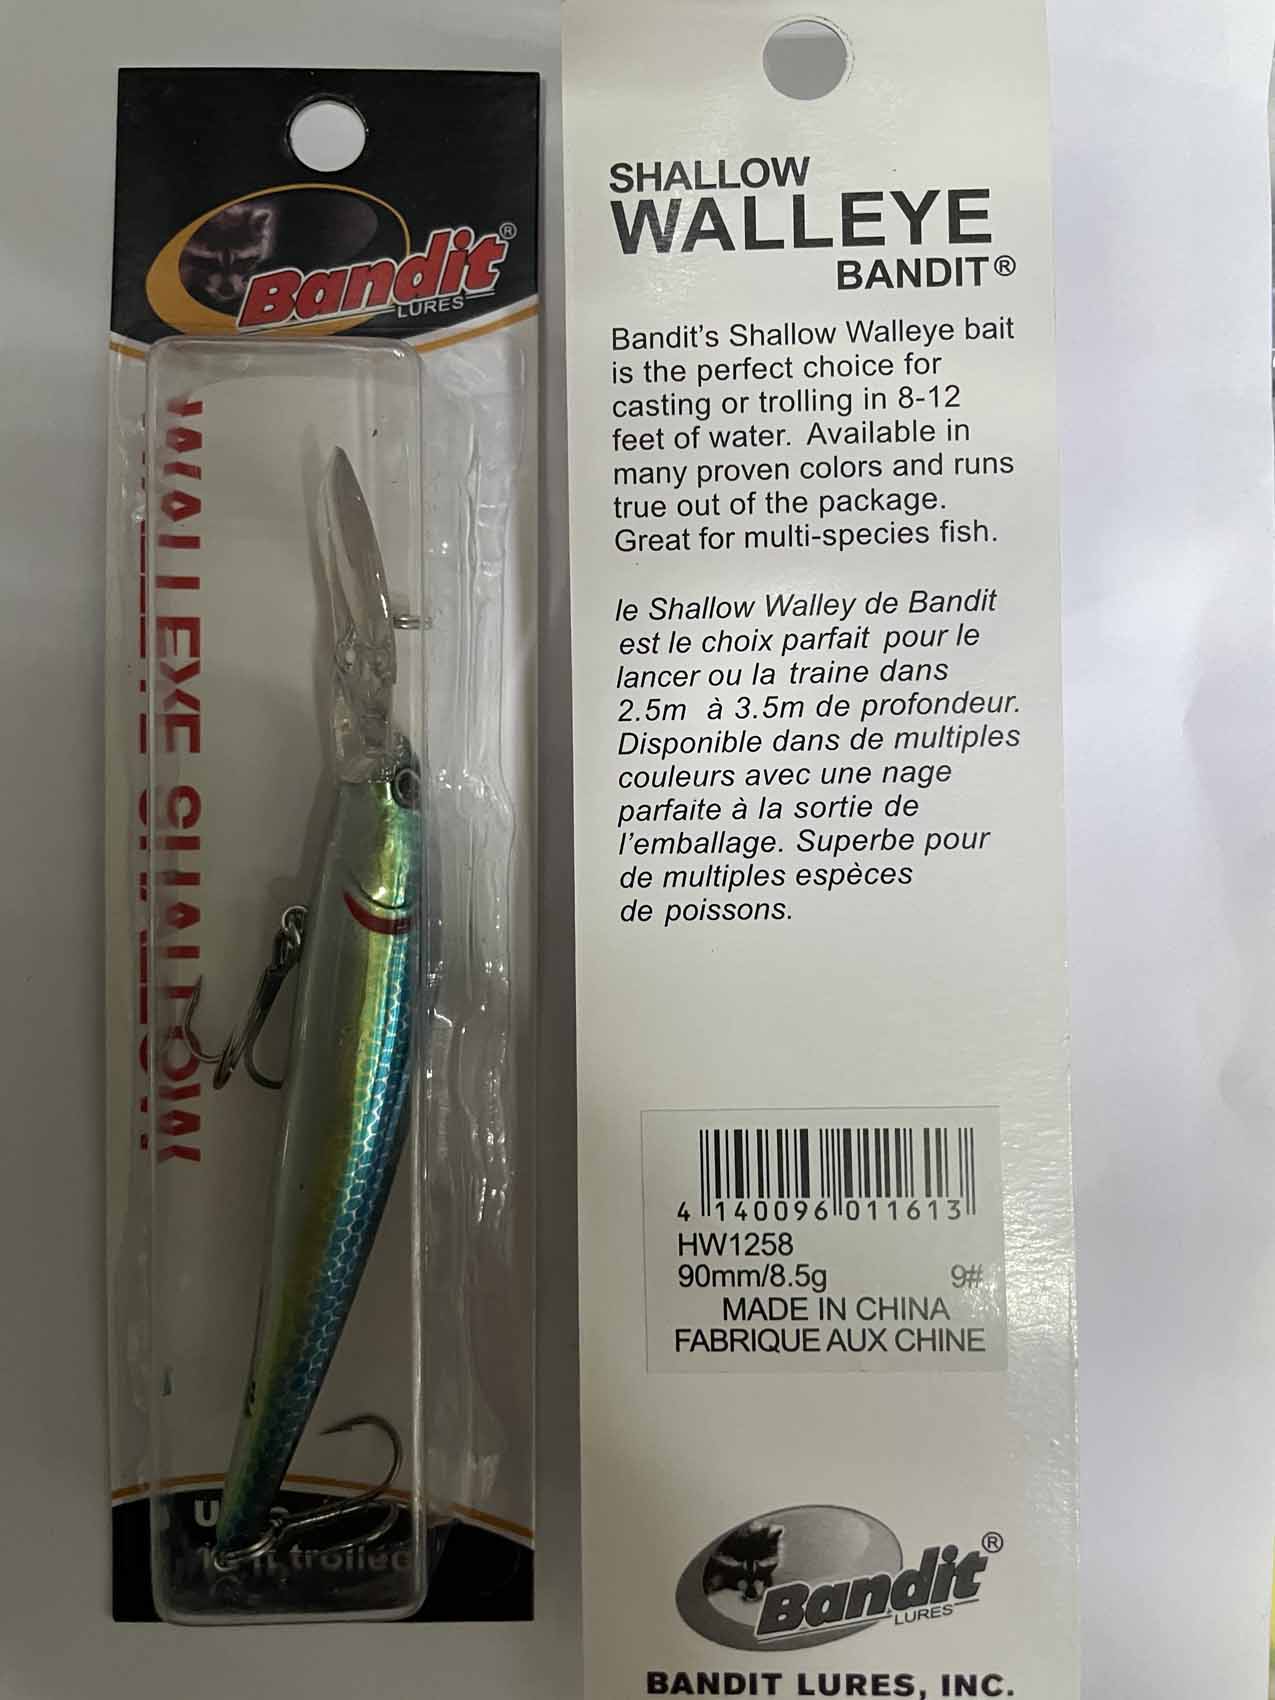 Bandit®
LURES
WALLEYE SHALLOW
trolled
SHALLOW
WALLEYE
BANDIT®
Bandit's Shallow Walleye bait
is the perfect choice for
casting or trolling in 8-12
feet of water. Available in
many proven colors and runs
true out of the package.
Great for multi-species fish.
le Shallow Walley de Bandit
est le choix parfait pour le
lancer ou la traine dans
2.5m à 3.5m de profondeur.
Disponible dans de multiples
couleurs avec une nage
parfaite à la sortie de
l'emballage. Superbe pour
de multiples espèces
de poissons.
4 140096 011613
HW1258
90mm/8.5g 9#
MADE IN CHINA
FABRIQUE AUX CHINE
Bandit®
LURES
BANDIT LURES, INC.